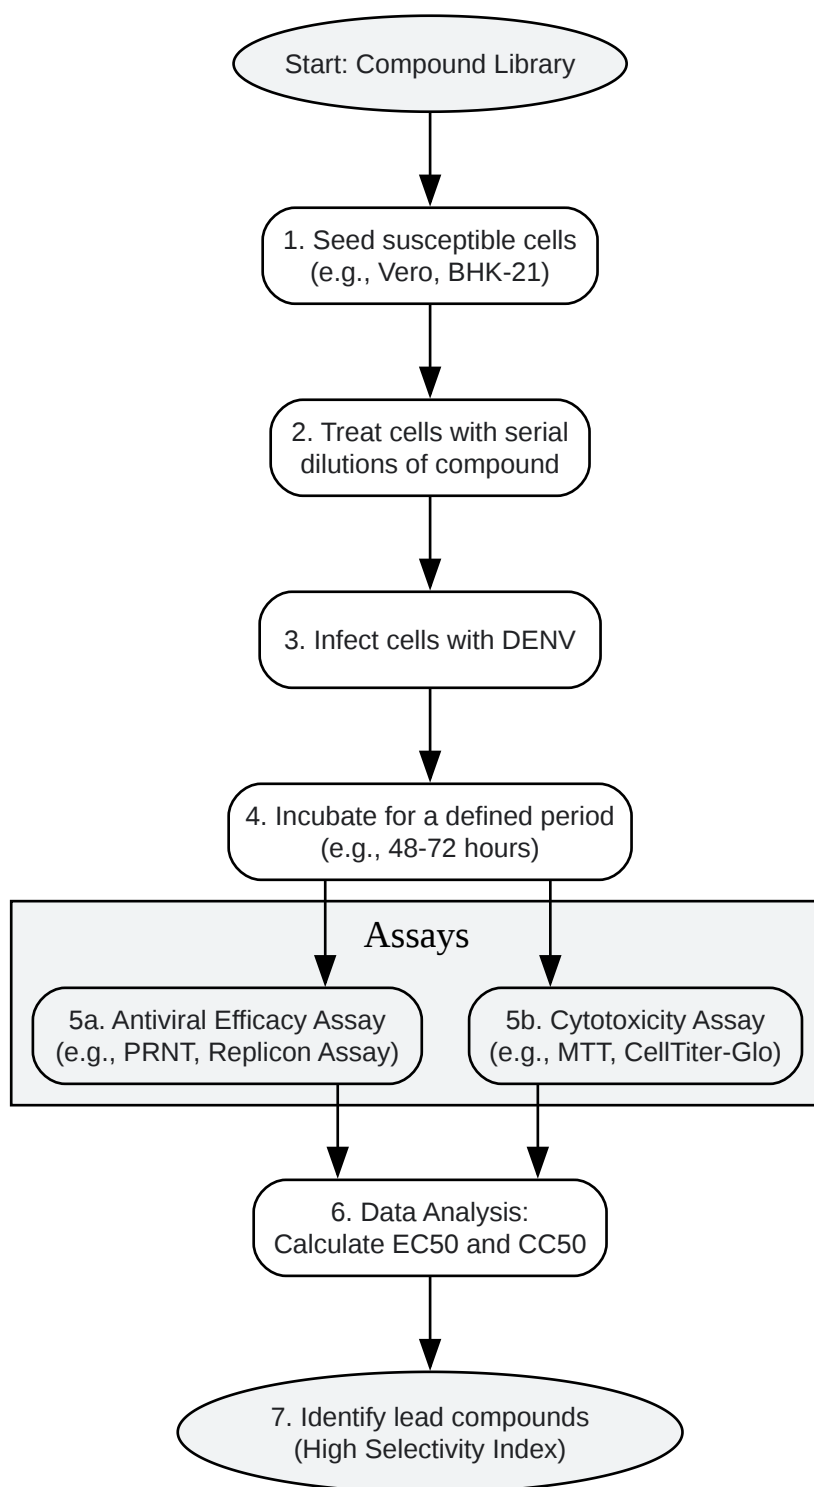 Start: Compound Library
1. Seed susceptible cells
(e.g., Vero, BHK-21)
2. Treat cells with serial
dilutions of compound
3. Infect cells with DENV
4. Incubate for a defined period
(e.g., 48-72 hours)
Assays
5a. Antiviral Efficacy Assay
(e.g., PRNT, Replicon Assay)
5b. Cytotoxicity Assay
(e.g., MTT, CellTiter-Glo)
6. Data Analysis:
Calculate EC50 and CC50
7. Identify lead compounds
(High Selectivity Index)